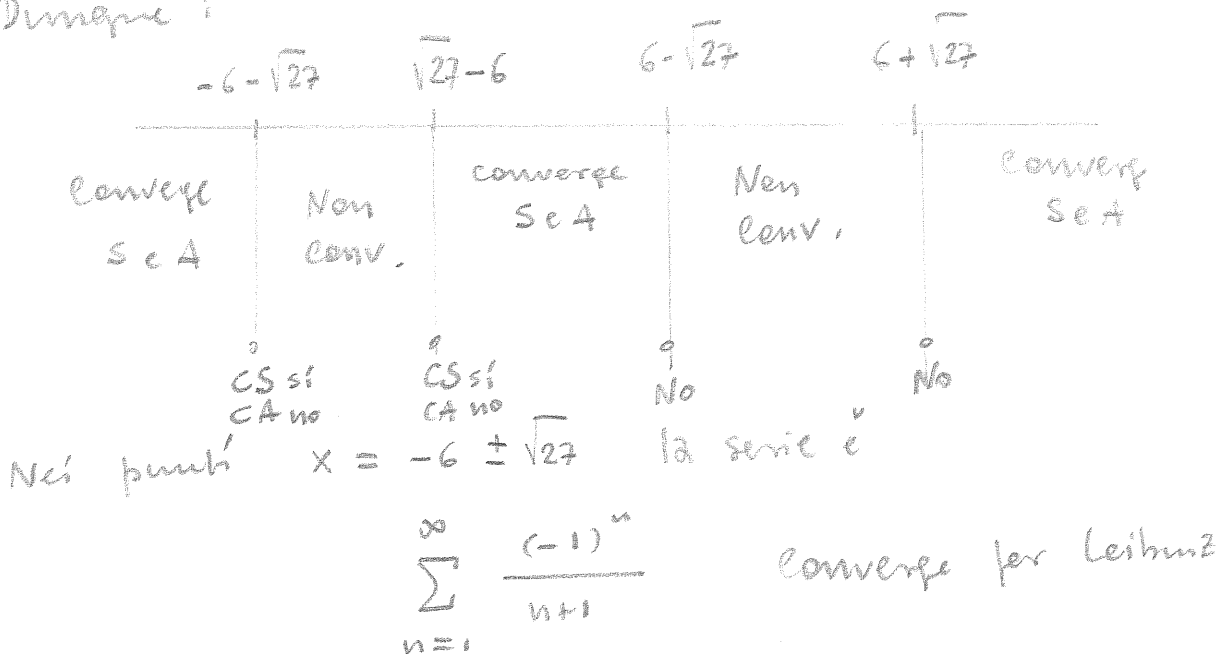 Dunque :
-6-√27 √27-6 6-√27 6+√27
Converge Non converge Non Converg
S e A conv. S e A Conv. S e A
CS sí CS sí No No
CA no CA no
Nei punti x = -6 ± √27 la serie è
∞
∑ (-1)^n / n+1 Converge per Leibniz
n=1